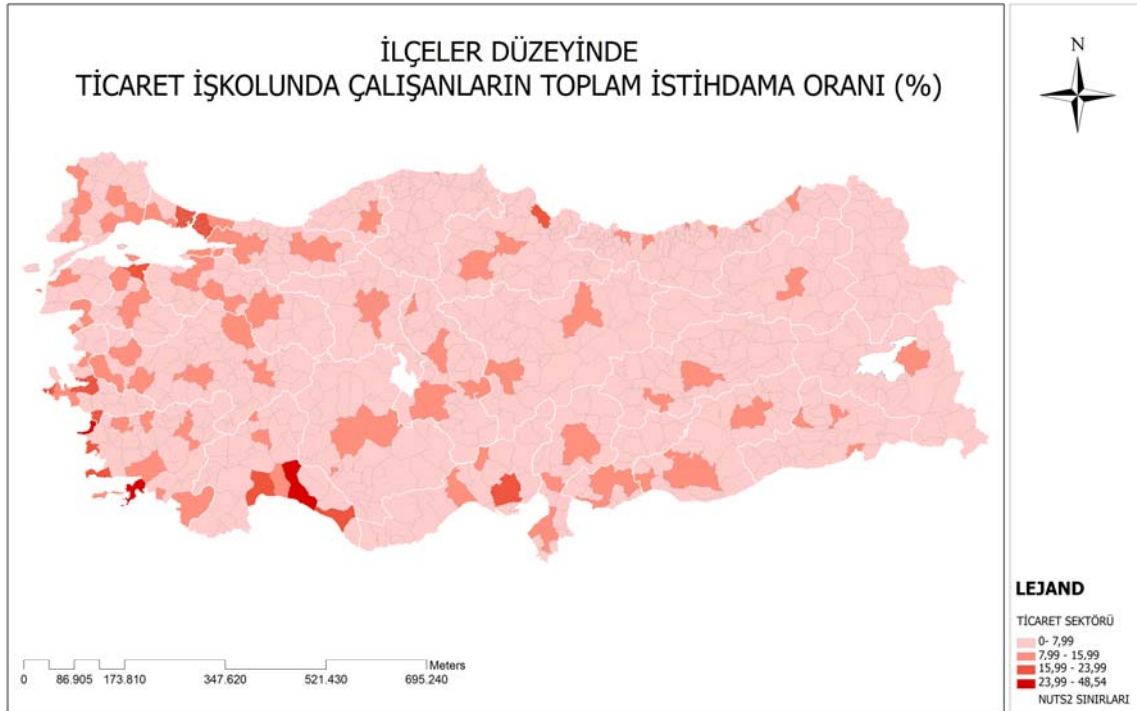 İLÇELER DÜZEYİNDE
TİCARET İŞKOLUNDA ÇALIŞANLARIN TOPLAM İSTİHDAMA ORANI (%)
N
LEJAND
TİCARET SEKTÖRÜ
0- 7,99
7,99 - 15,99
15,99 - 23,99
23,99 - 48,54
NUTS2 SINIRLARI
Meters
0 86.905 173.810 347.620 521.430 695.240